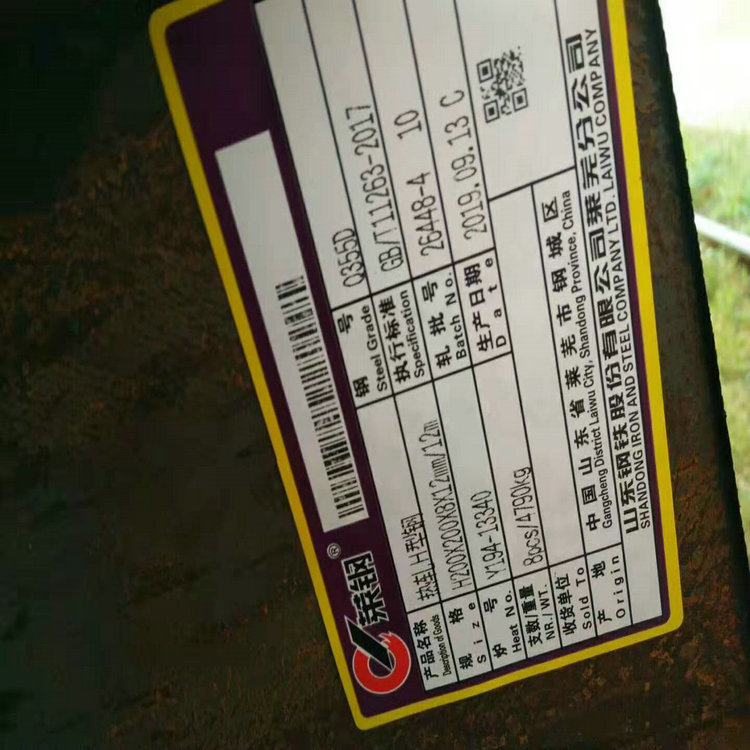 莱钢®
产品名称 热轧H型钢
Description of Goods
钢 号 Q355D
Steel Grade
规 格 H200X200X8X12mm/12m
Size
执行标准 GB/T11263-2017
Specification
炉 号 Y194-13340
Heat No.
轧 批 号 26448-4 10
Batch No.
支数/重量 8pcs/4790kg
NR./WT.
生产日期 2019.09.13 C
Date
收货单位
Sold To
产 地 中国山东省莱芜市钢城区
Origin Gangcheng District Laiwu City, Shandong Province, China
山东钢铁股份有限公司莱芜分公司
SHANDONG IRON AND STEEL COMPANY LTD. LAIWU COMPANY